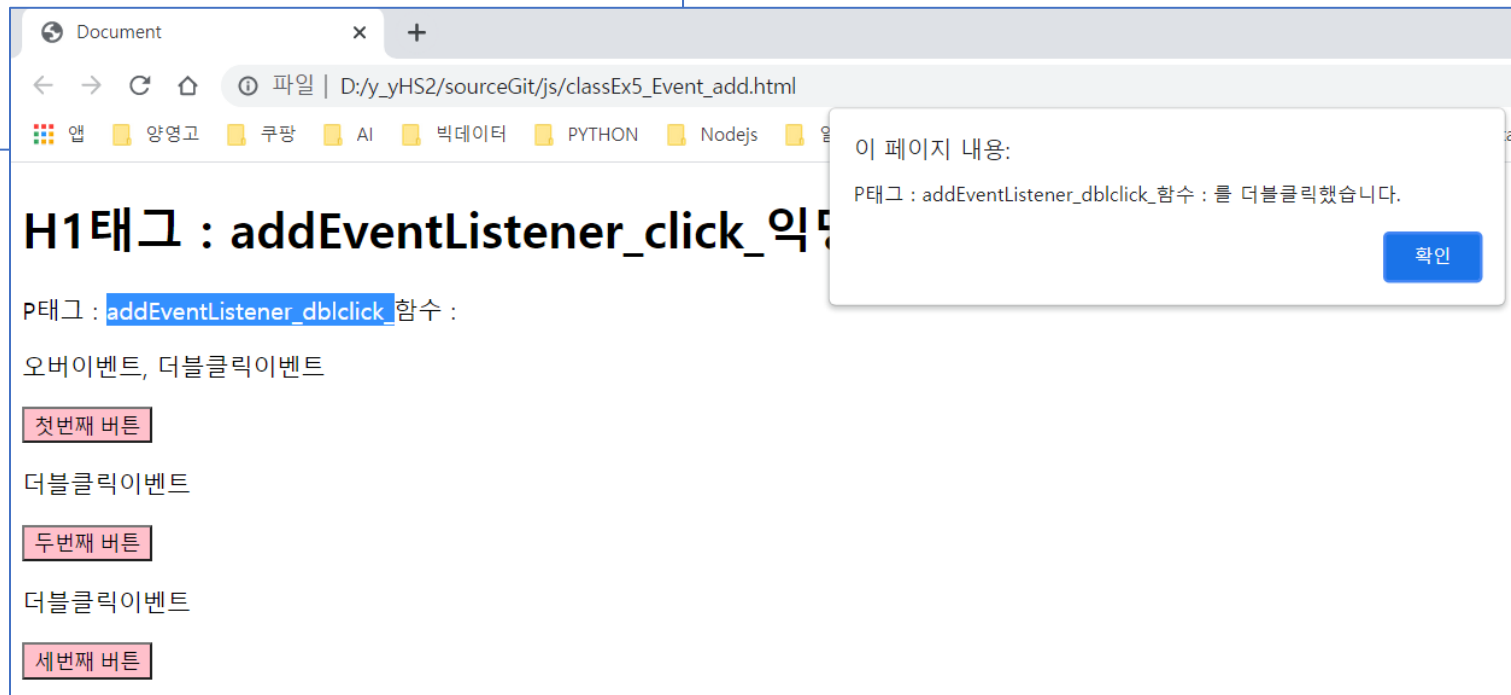 Document
파일 | D:/y_yHS2/sourceGit/js/classEx5_Event_add.html
앱 양영고 쿠팡 AI 빅데이터 PYTHON Nodejs
이 페이지 내용:
P태그 : addEventListener_dblclick_함수 : 를 더블클릭했습니다.
확인
H1태그 : addEventListener_click_익
P태그 : addEventListener_dblclick_함수 :
오버이벤트, 더블클릭이벤트
첫번째 버튼
더블클릭이벤트
두번째 버튼
더블클릭이벤트
세번째 버튼